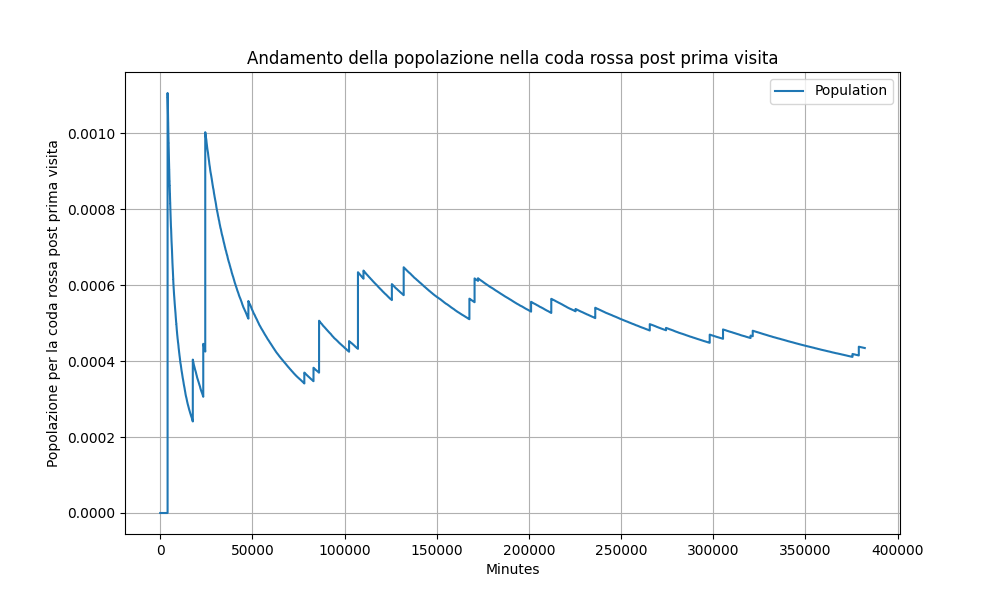 Andamento della popolazione nella coda rossa post prima visita
Population
Popolazione per la coda rossa post prima visita
0.0010
0.0008
0.0006
0.0004
0.0002
0.0000
0 50000 100000 150000 200000 250000 300000 350000 400000
Minutes